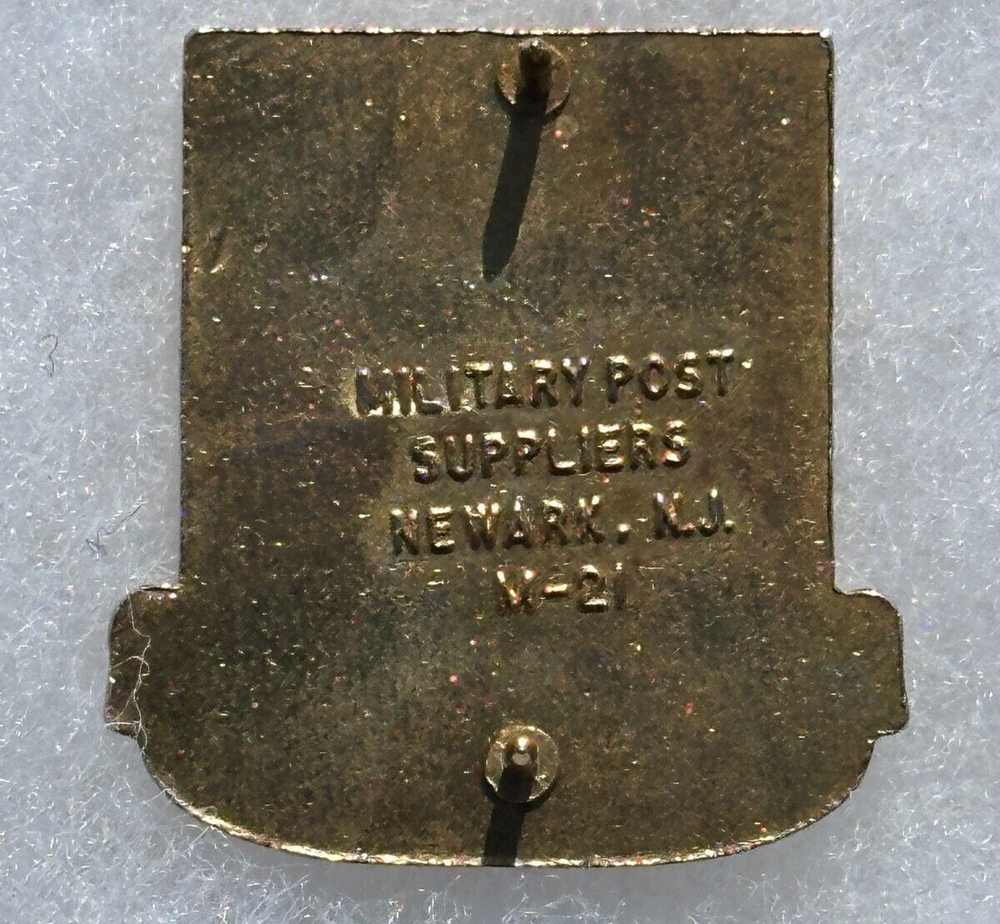 MILITARY POST
SUPPLIERS
NEWARK. N.J.
M-21